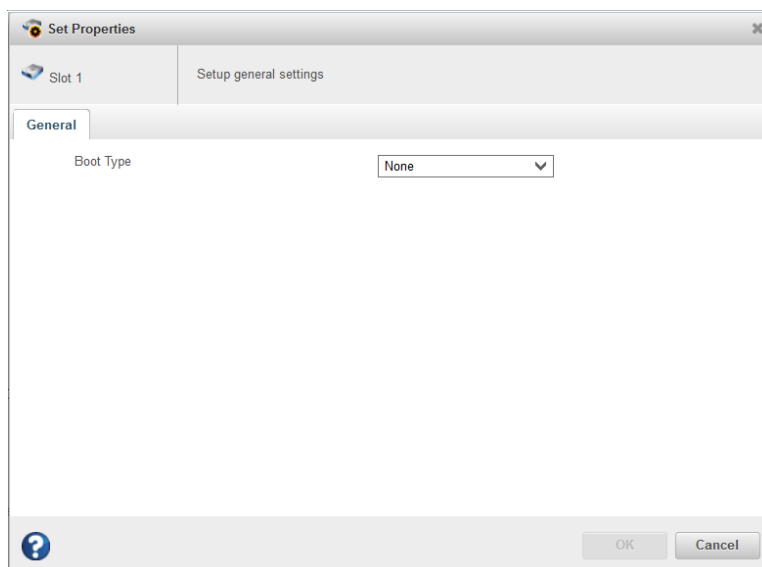 Set Properties
Slot 1
Setup general settings
General
Boot Type
None
?
OK
Cancel